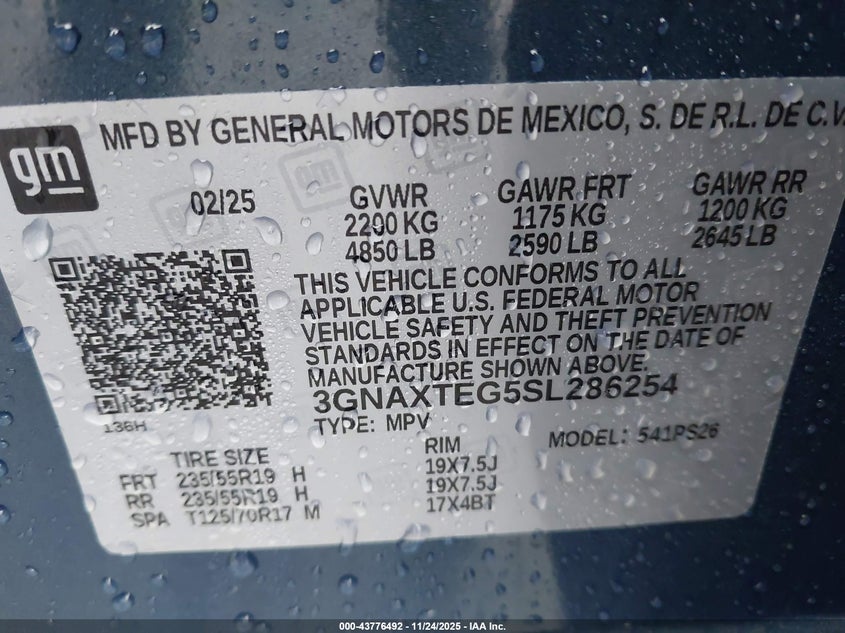 gm
MFD BY GENERAL MOTORS DE MEXICO, S. DE R.L. DE C.V.
02/25 GVWR GAWR FRT GAWR RR
2200 KG 1175 KG 1200 KG
4850 LB 2590 LB 2645 LB
THIS VEHICLE CONFORMS TO ALL
APPLICABLE U.S. FEDERAL MOTOR
VEHICLE SAFETY AND THEFT PREVENTION
STANDARDS IN EFFECT ON THE DATE OF
MANUFACTURE SHOWN ABOVE.
3GNAXTEG5SL286254
136H
TYPE: MPV MODEL: 541PS26
TIRE SIZE RIM
FRT 235/55R19 H 19X7.5J
RR 235/55R19 H 19X7.5J
SPA T125/70R17 M 17X4BT
000-43776492 - 11/24/2025 - IAA Inc.